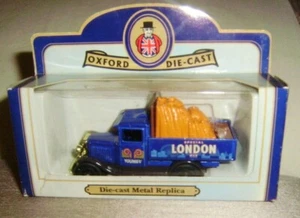 OXFORD DIE-CAST
SPECIAL
LONDON
Die-cast Metal Replica